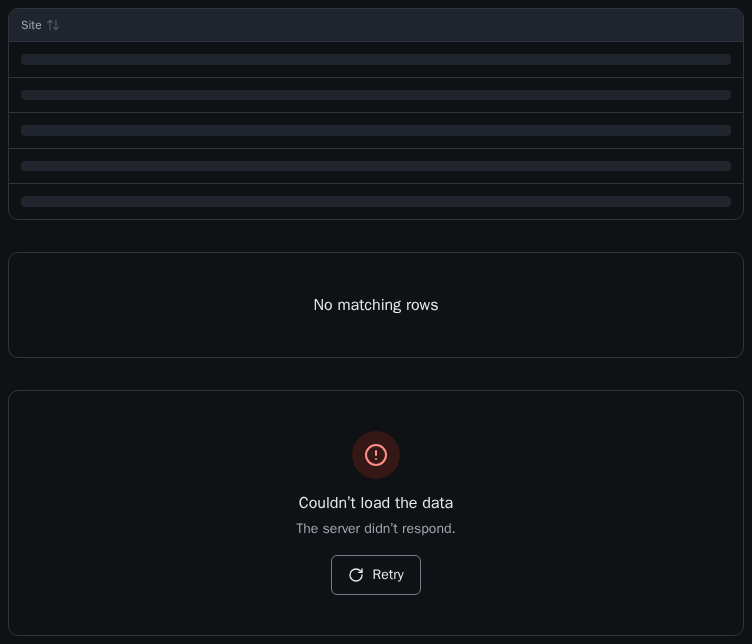 Site
No matching rows
Couldn’t load the data
The server didn’t respond.
Retry